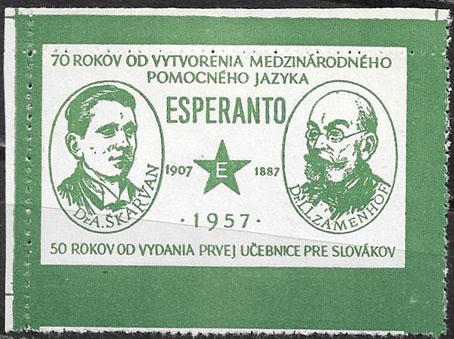 70 ROKOV OD VYTVORENIA MEDZINÁRODNÉHO
POMOCNÉHO JAZYKA
ESPERANTO
Dr.A.ŠKARVAN
1907 E 1887
Dr.L.ZAMENHOF
· 1957 ·
50 ROKOV OD VYDANIA PRVEJ UČEBNICE PRE SLOVÁKOV